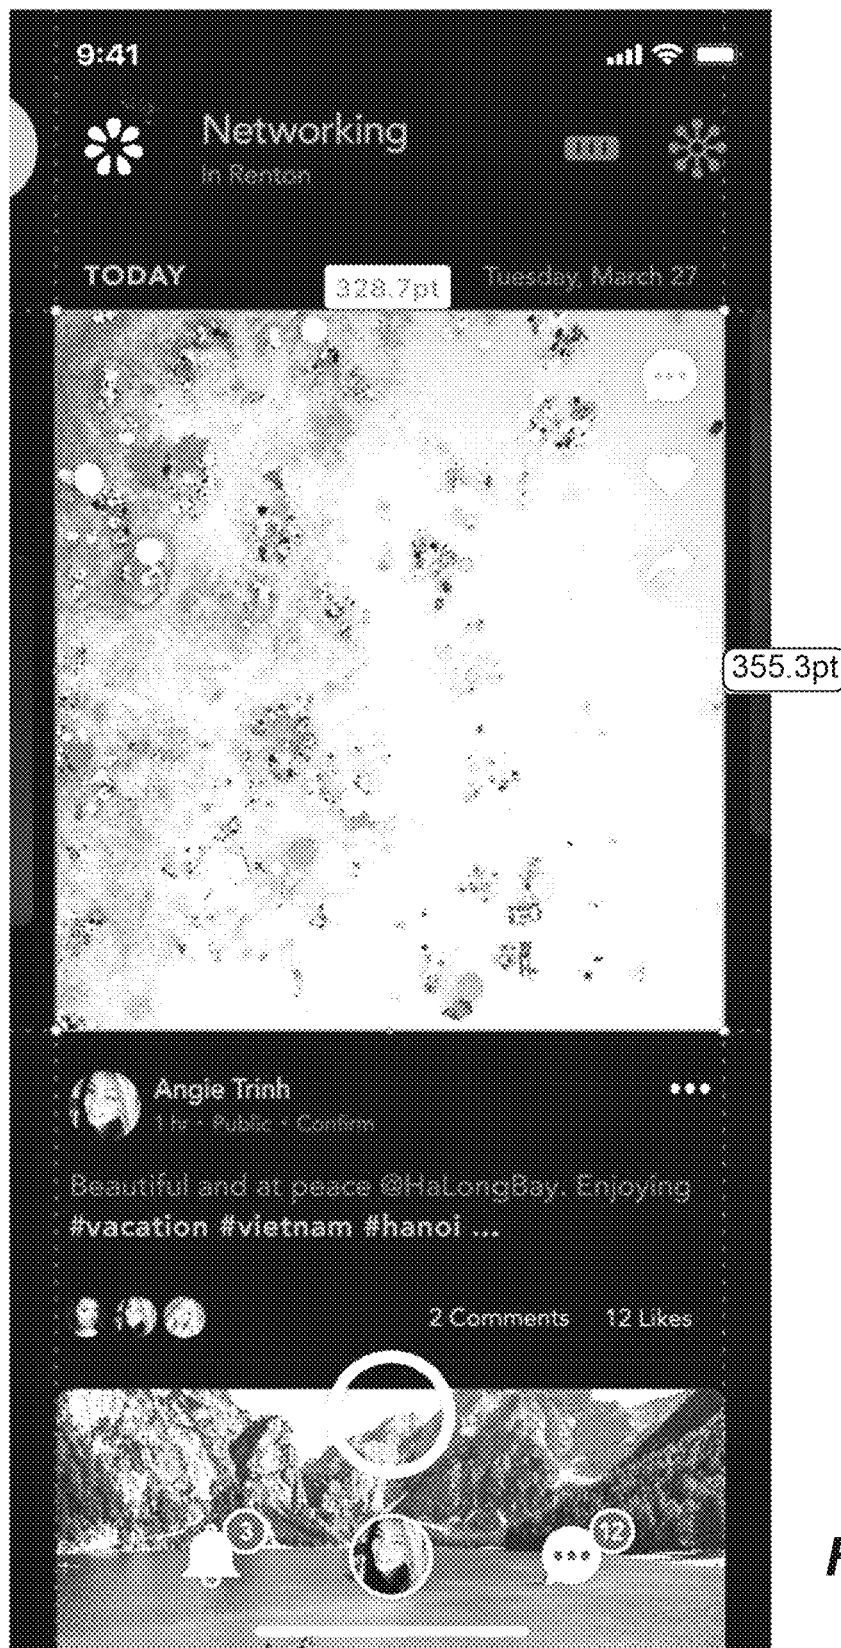 9:41
Networking
In Renton
TODAY
328.7pt
Tuesday, March 27
355.3pt
Angie Trinh
1 hr • Public • Confirm
Beautiful and at peace @HaLongBay. Enjoying
#vacation #vietnam #hanoi ...
2 Comments 12 Likes
3
12